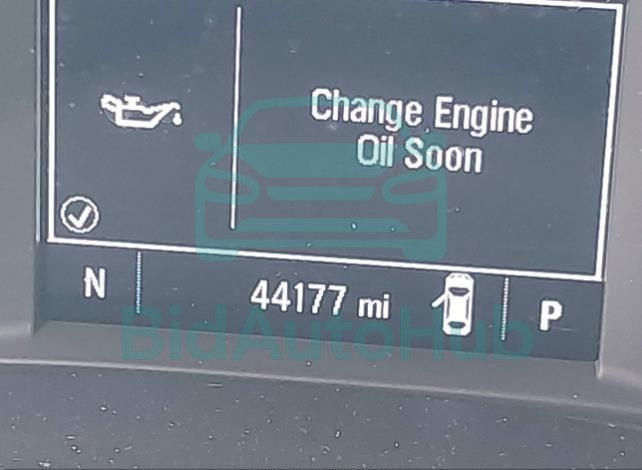 Change Engine
Oil Soon
N
44177 mi
P
BidAutoHub